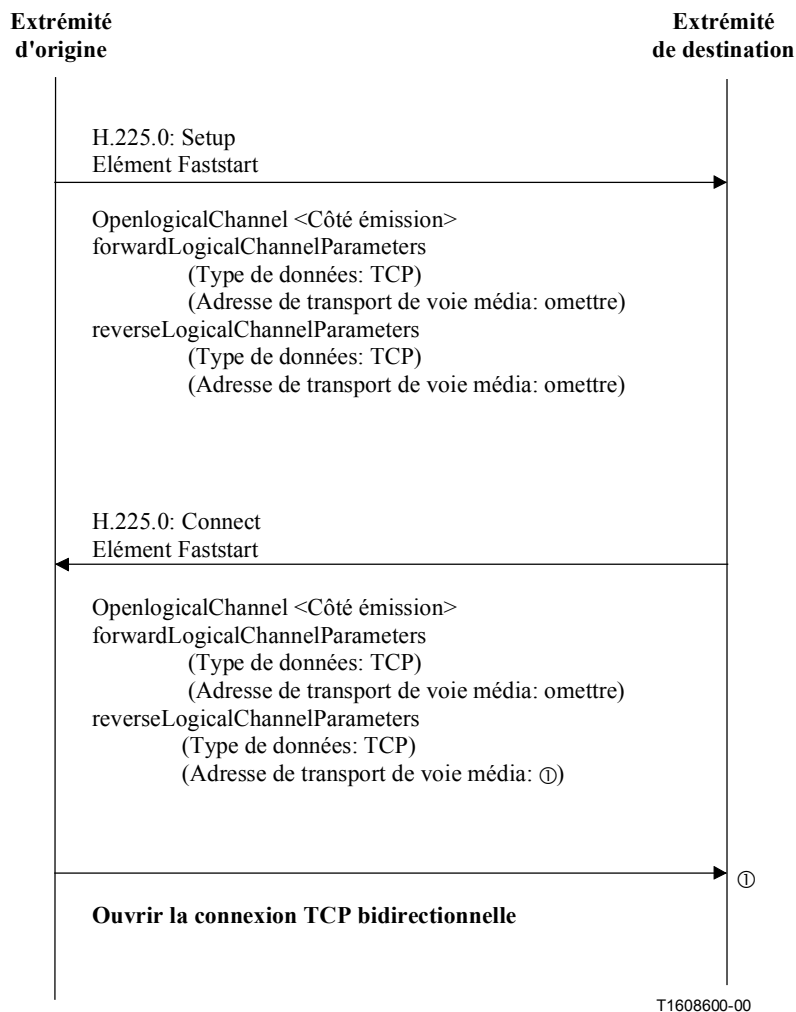 Extrémité
d'origine
Extrémité
de destination
H.225.0: Setup
Elément Faststart
OpenlogicalChannel <Côté émission>
forwardLogicalChannelParameters
(Type de données: TCP)
(Adresse de transport de voie média: omettre)
reverseLogicalChannelParameters
(Type de données: TCP)
(Adresse de transport de voie média: omettre)
H.225.0: Connect
Elément Faststart
OpenlogicalChannel <Côté émission>
forwardLogicalChannelParameters
(Type de données: TCP)
(Adresse de transport de voie média: omettre)
reverseLogicalChannelParameters
(Type de données: TCP)
(Adresse de transport de voie média: ①)
①
Ouvrir la connexion TCP bidirectionnelle
T1608600-00